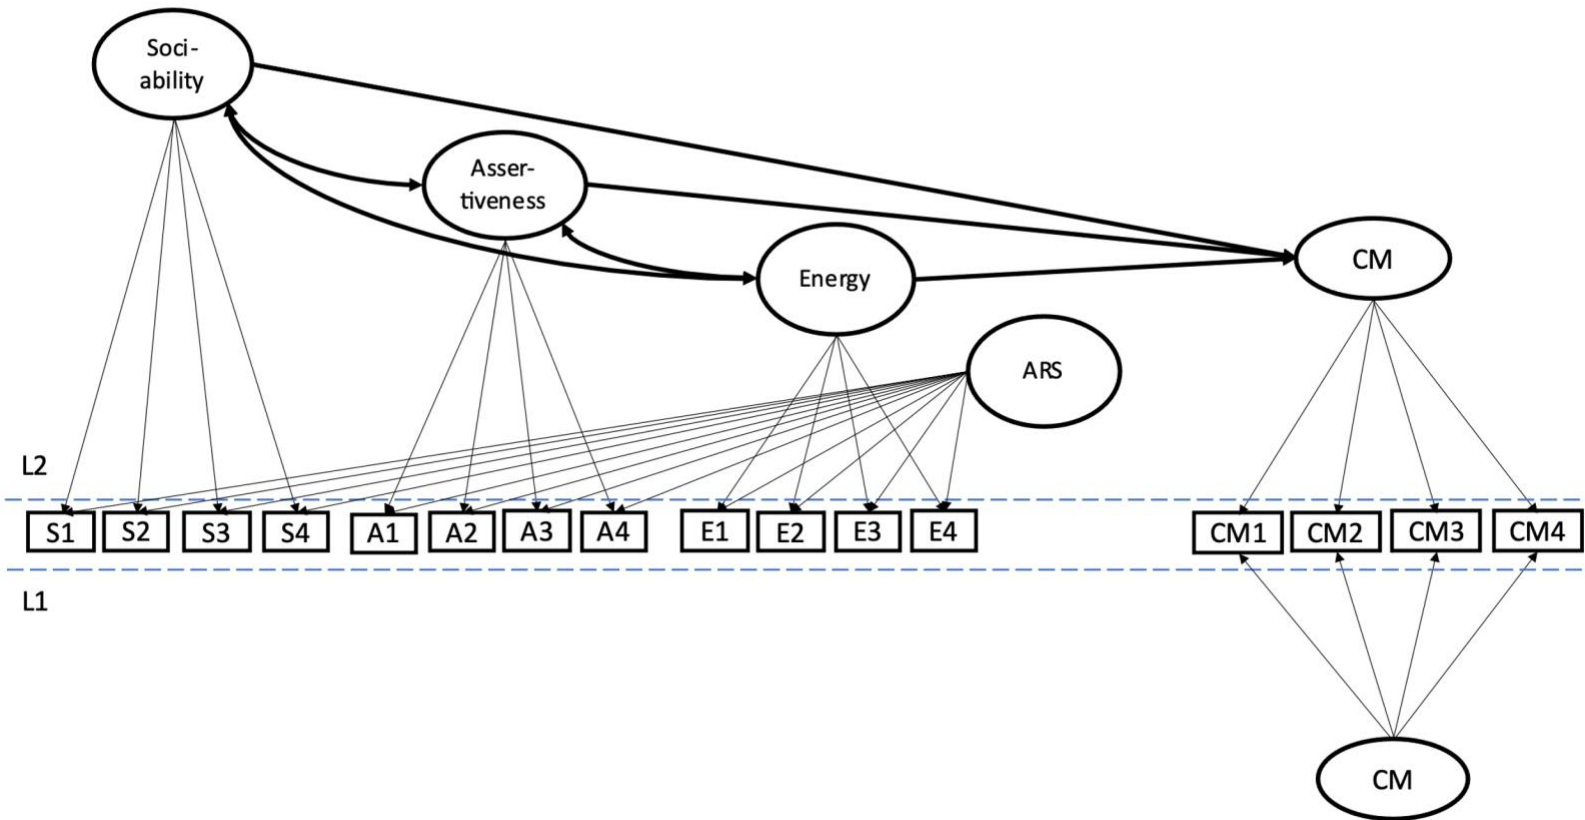 Soci-
ability
Asser-
tiveness
Energy
CM
ARS
L2
S1 S2 S3 S4 A1 A2 A3 A4 E1 E2 E3 E4 CM1 CM2 CM3 CM4
L1
CM